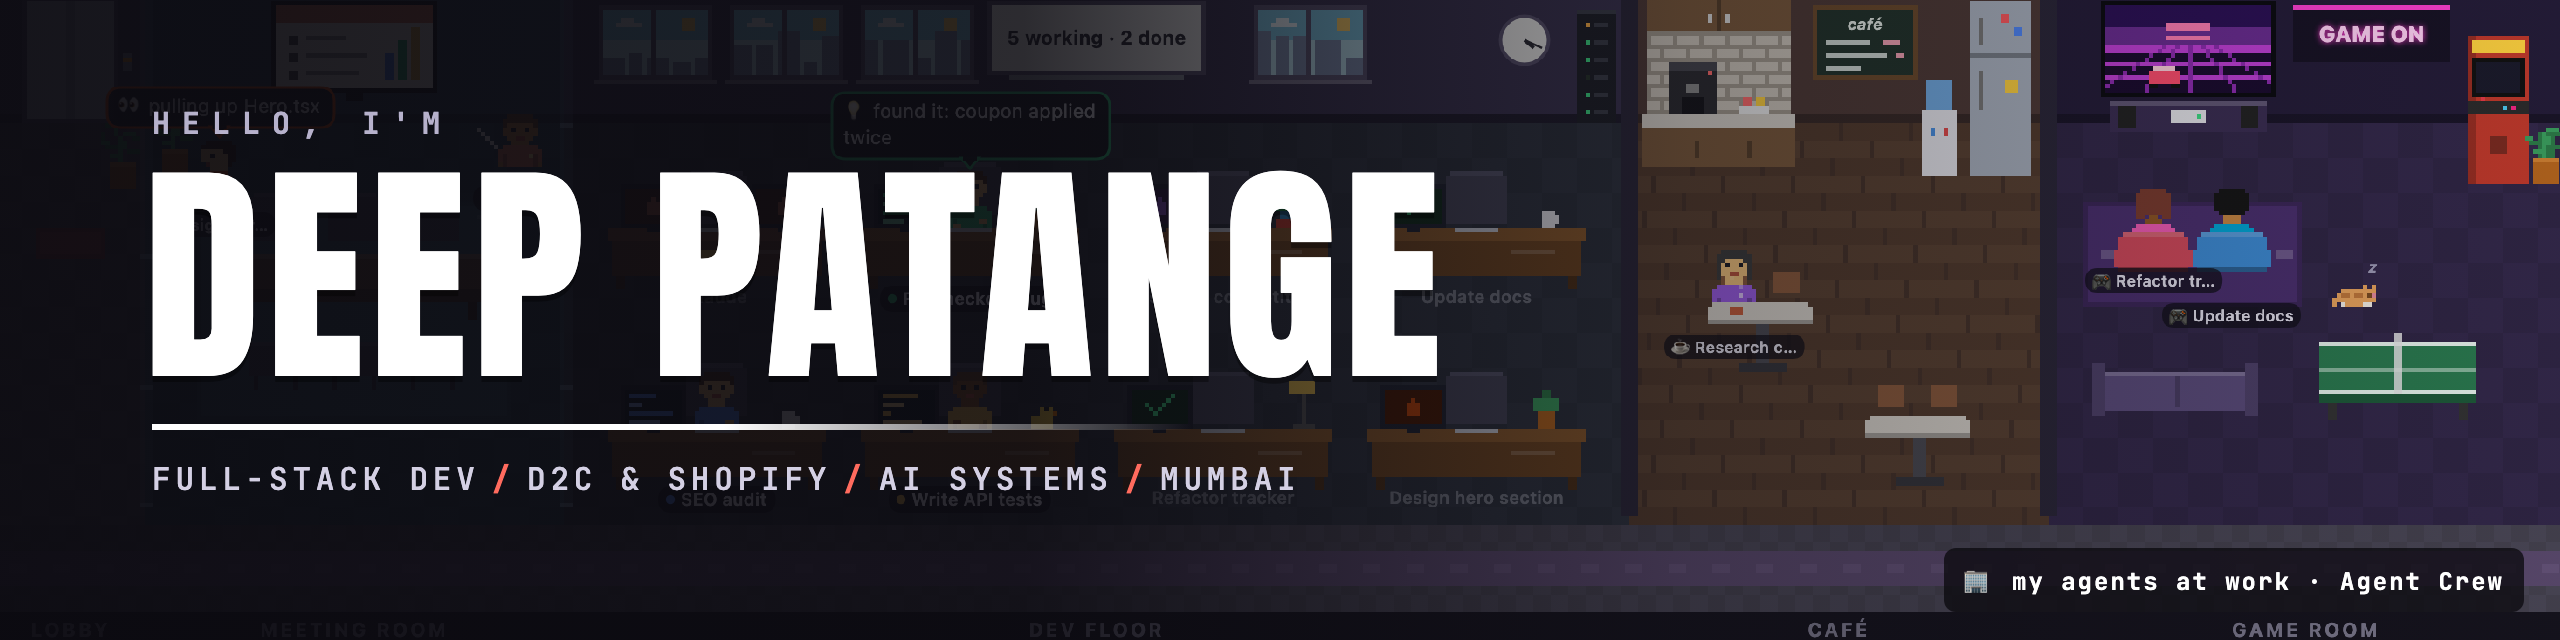 5 working · 2 done
café
GAME ON
pulling up Hero.tsx
found it: coupon applied
twice
HELLO, I'M
DEEP PATANGE
Update docs
Refactor tr...
Update docs
z
Research c...
FULL-STACK DEV / D2C & SHOPIFY / AI SYSTEMS / MUMBAI
SEO audit
Write API tests
Refactor tracker
Design hero section
my agents at work · Agent Crew
LOBBY
MEETING ROOM
DEV FLOOR
CAFÉ
GAME ROOM